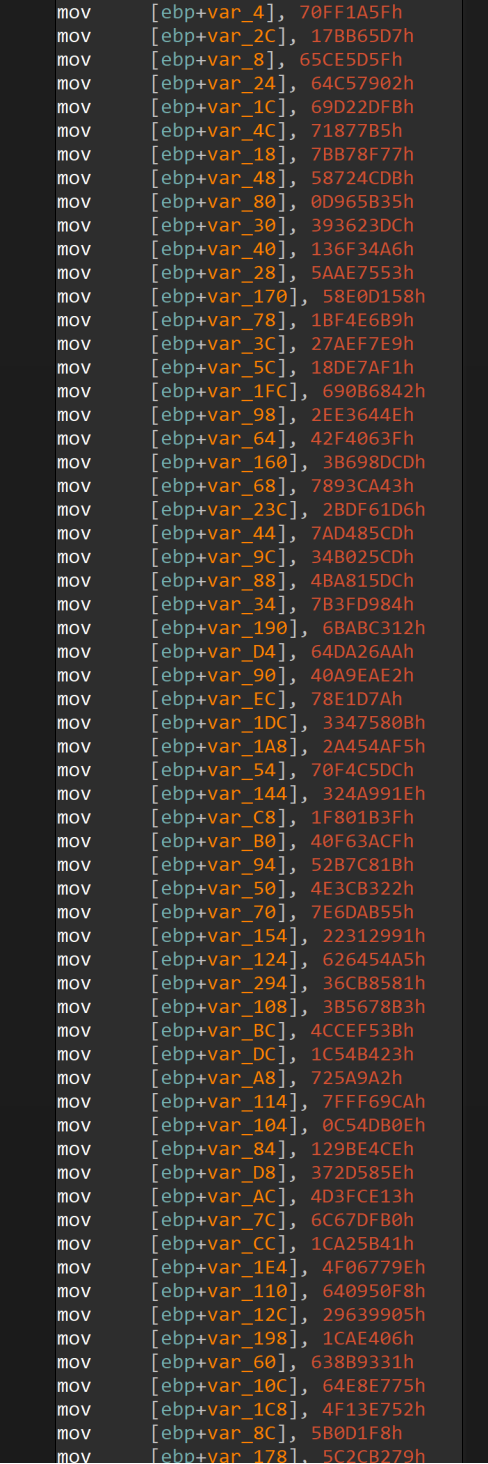 mov [ebp+var_4], 70FF1A5Fh
mov [ebp+var_2C], 17BB65D7h
mov [ebp+var_8], 65CE5D5Fh
mov [ebp+var_24], 64C57902h
mov [ebp+var_1C], 69D22DFBh
mov [ebp+var_4C], 71877B5h
mov [ebp+var_18], 7BB78F77h
mov [ebp+var_48], 58724CDBh
mov [ebp+var_80], 0D965B35h
mov [ebp+var_30], 393623DCh
mov [ebp+var_40], 136F34A6h
mov [ebp+var_28], 5AAE7553h
mov [ebp+var_170], 58E0D158h
mov [ebp+var_78], 1BF4E6B9h
mov [ebp+var_3C], 27AEF7E9h
mov [ebp+var_5C], 18DE7AF1h
mov [ebp+var_1FC], 690B6842h
mov [ebp+var_98], 2EE3644Eh
mov [ebp+var_64], 42F4063Fh
mov [ebp+var_160], 3B698DCDh
mov [ebp+var_68], 7893CA43h
mov [ebp+var_23C], 2BDF61D6h
mov [ebp+var_44], 7AD485CDh
mov [ebp+var_9C], 34B025CDh
mov [ebp+var_88], 4BA815DCh
mov [ebp+var_34], 7B3FD984h
mov [ebp+var_190], 6BABC312h
mov [ebp+var_D4], 64DA26AAh
mov [ebp+var_90], 40A9EAE2h
mov [ebp+var_EC], 78E1D7Ah
mov [ebp+var_1DC], 3347580Bh
mov [ebp+var_1A8], 2A454AF5h
mov [ebp+var_54], 70F4C5DCh
mov [ebp+var_144], 324A991Eh
mov [ebp+var_C8], 1F801B3Fh
mov [ebp+var_B0], 40F63ACFh
mov [ebp+var_94], 52B7C81Bh
mov [ebp+var_50], 4E3CB322h
mov [ebp+var_70], 7E6DAB55h
mov [ebp+var_154], 22312991h
mov [ebp+var_124], 626454A5h
mov [ebp+var_294], 36CB8581h
mov [ebp+var_108], 3B5678B3h
mov [ebp+var_BC], 4CCEF53Bh
mov [ebp+var_DC], 1C54B423h
mov [ebp+var_A8], 725A9A2h
mov [ebp+var_114], 7FFF69CAh
mov [ebp+var_104], 0C54DB0Eh
mov [ebp+var_84], 129BE4CEh
mov [ebp+var_D8], 372D585Eh
mov [ebp+var_AC], 4D3FCE13h
mov [ebp+var_7C], 6C67DFB0h
mov [ebp+var_CC], 1CA25B41h
mov [ebp+var_1E4], 4F06779Eh
mov [ebp+var_110], 640950F8h
mov [ebp+var_12C], 29639905h
mov [ebp+var_198], 1CAE406h
mov [ebp+var_60], 638B9331h
mov [ebp+var_10C], 64E8E775h
mov [ebp+var_1C8], 4F13E752h
mov [ebp+var_8C], 5B0D1F8h
mov [ebp+var_178], 5C2CB279h